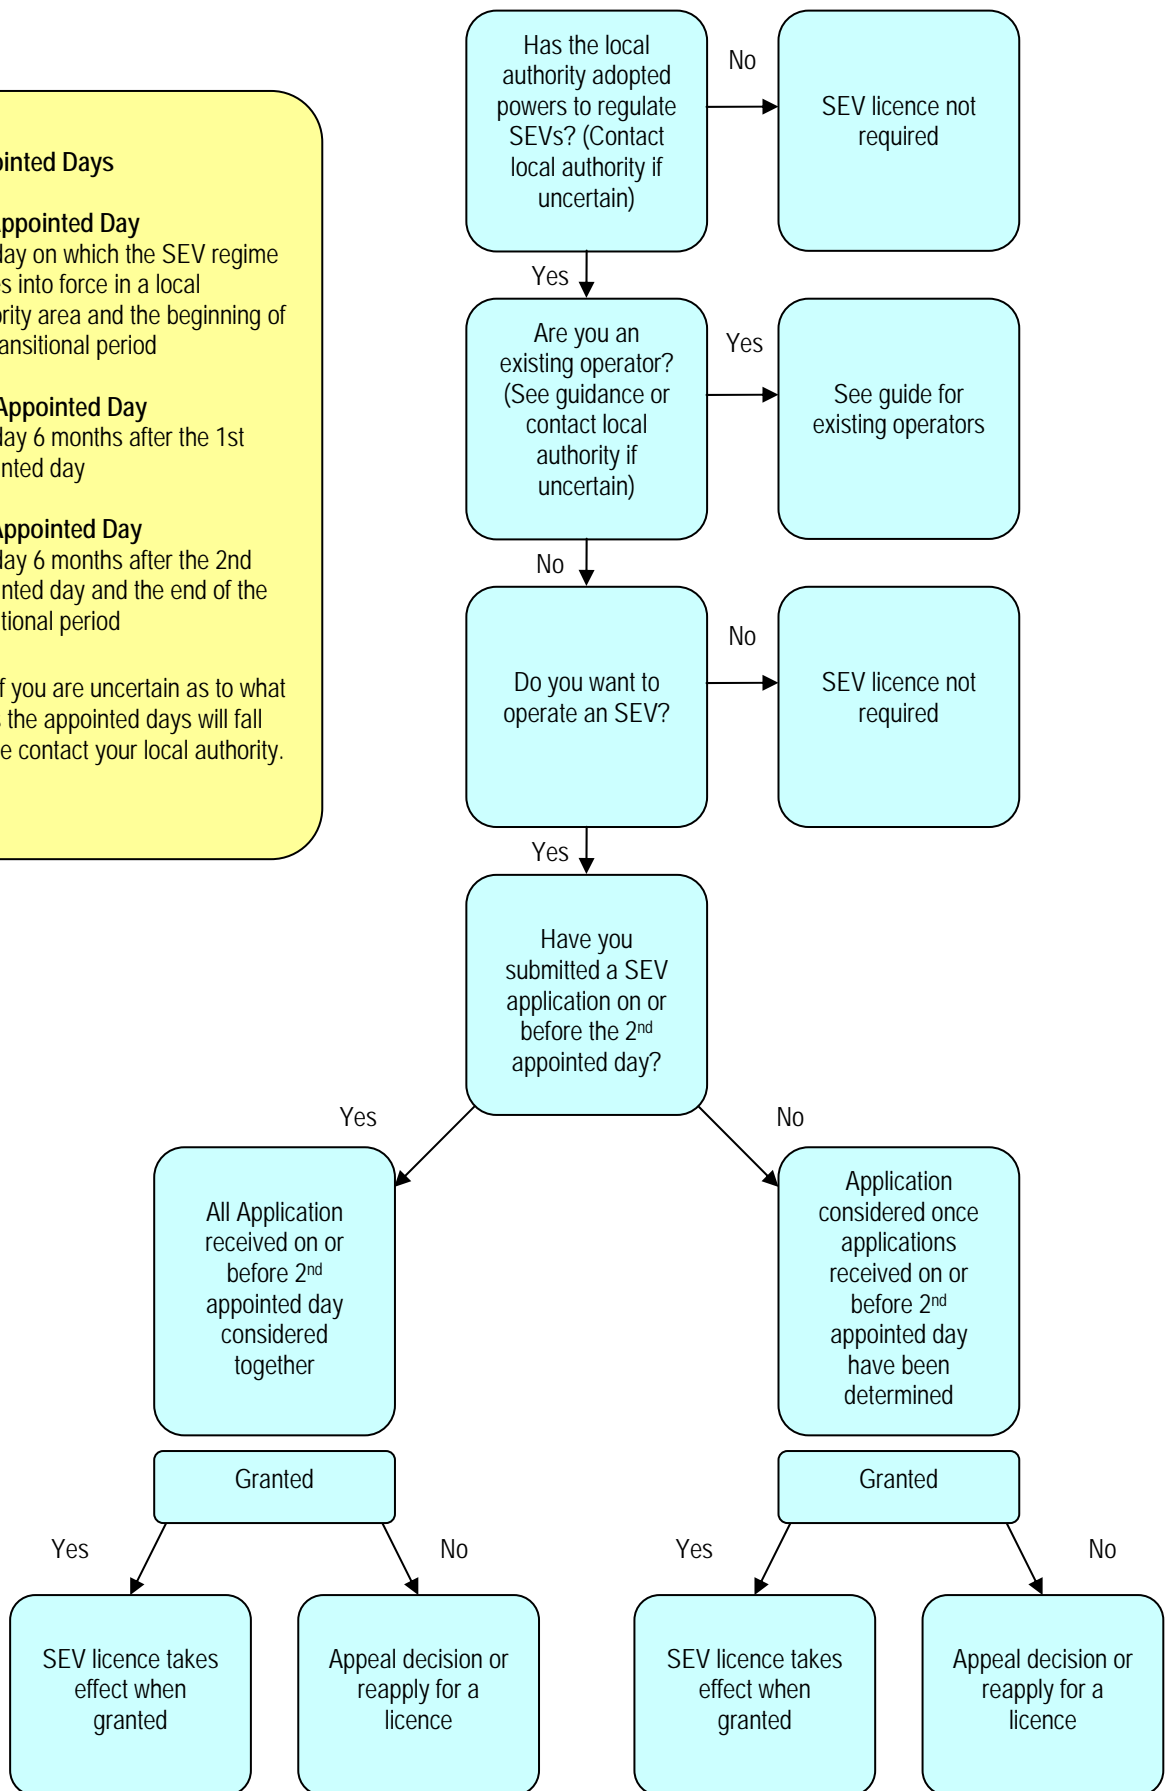 Has the local
authority adopted
powers to regulate
SEVs? (Contact
local authority if
uncertain)
No
SEV licence not
required
Appointed Day
day on which the SEV regime
into force in a local
area and the beginning of
period
Appointed Day
day 6 months after the 1st
day
Appointed Day
day 6 months after the 2nd
day and the end of the
period
if you are uncertain as to what
the appointed days will fall
contact your local authority.
Days
Yes
Are you an
existing operator?
(See guidance or
contact local
authority if
uncertain)
Yes
See guide for
existing operators
No
Do you want to
operate an SEV?
No
SEV licence not
required
Yes
Have you
submitted a SEV
application on or
before the 2nd
appointed day?
Yes
No
All Application
received on or
before 2nd
appointed day
considered
together
Application
considered once
applications
received on or
before 2nd
appointed day
have been
determined
Granted
Granted
Yes
No
Yes
No
SEV licence takes
effect when
granted
Appeal decision or
reapply for a
licence
SEV licence takes
effect when
granted
Appeal decision or
reapply for a
licence